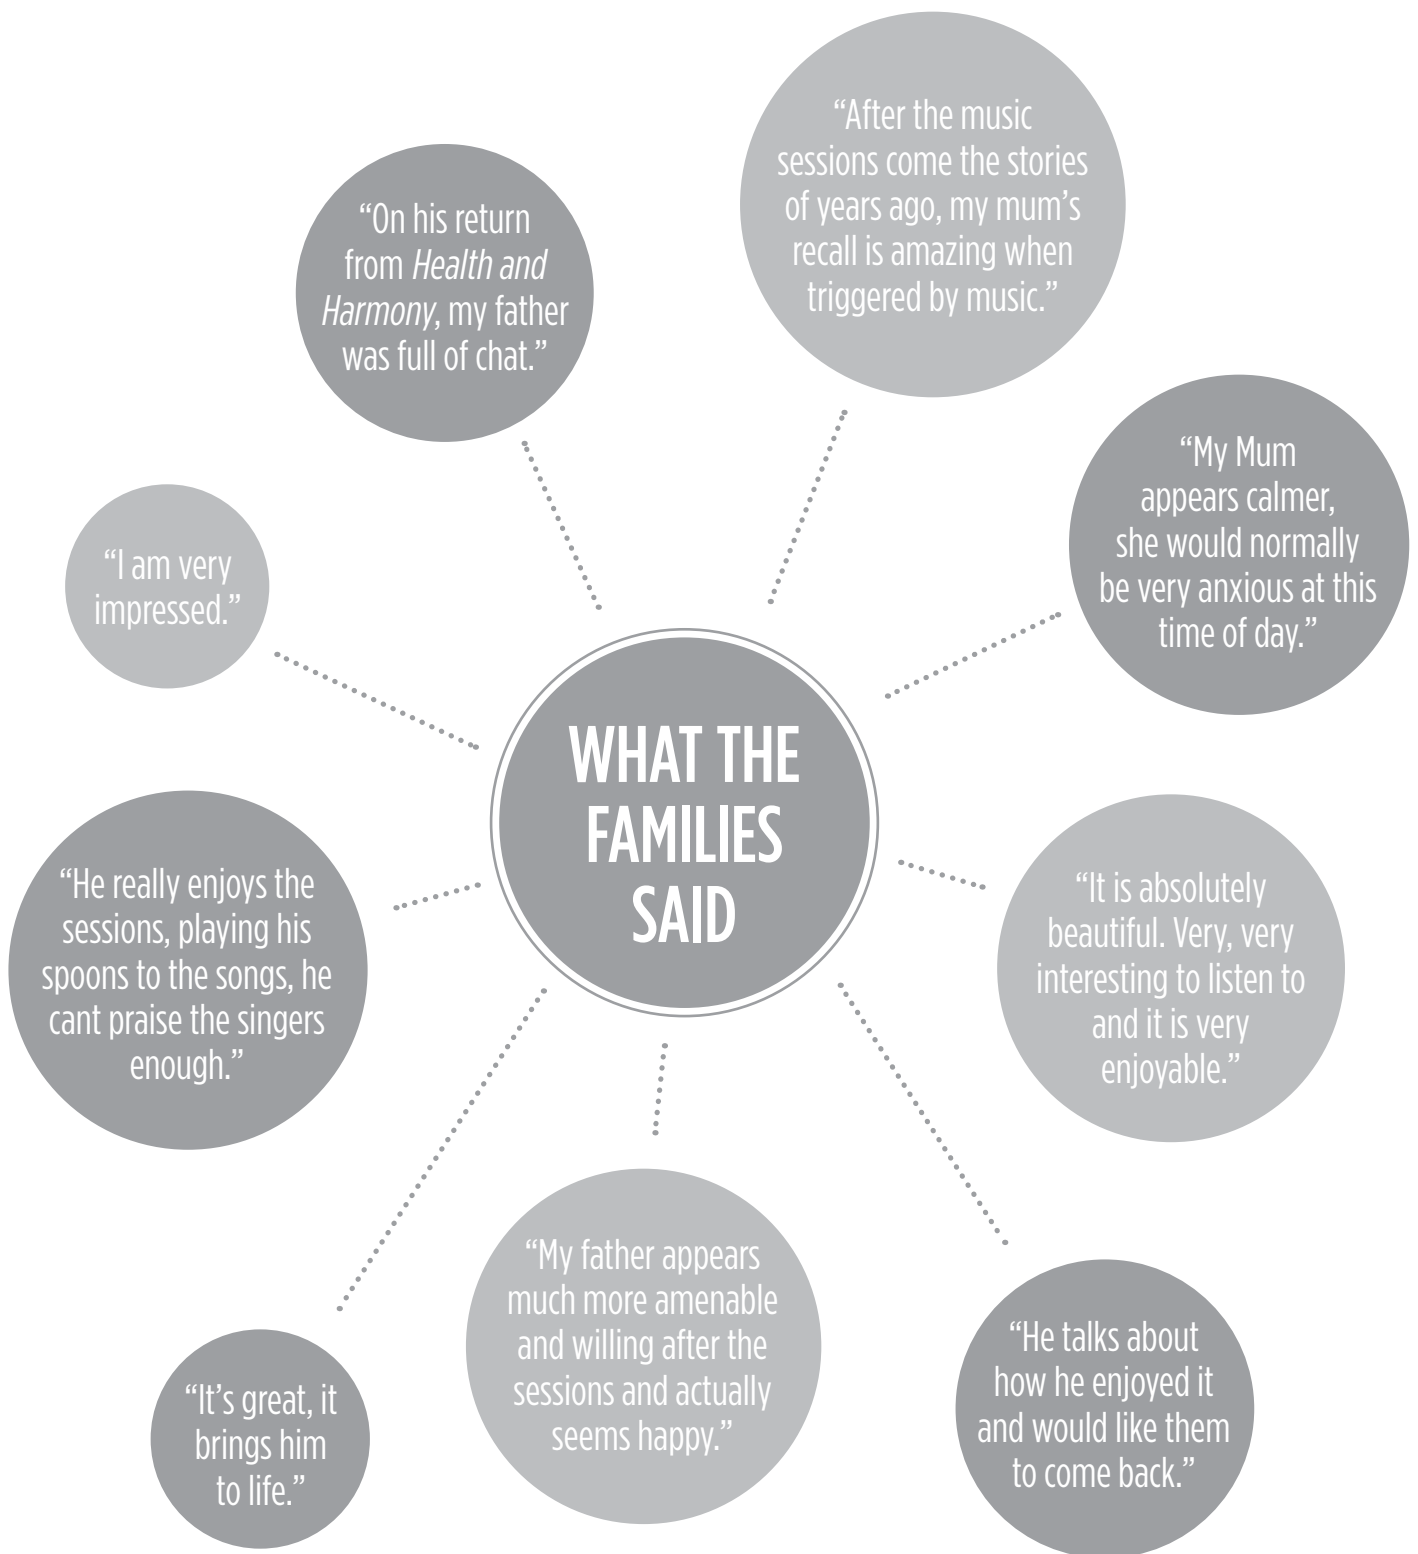 “After the music
sessions come the stories
of years ago, my mum’s
recall is amazing when
triggered by music.”
“On his return
from Health and
Harmony, my father
was full of chat.”
“My Mum
appears calmer,
she would normally
be very anxious at this
time of day.”
“I am very
impressed.”
WHAT THE
FAMILIES
SAID
“He really enjoys the
sessions, playing his
spoons to the songs, he
cant praise the singers
enough.”
“It is absolutely
beautiful. Very, very
interesting to listen to
and it is very
enjoyable.”
“My father appears
much more amenable
and willing after the
sessions and actually
seems happy.”
“He talks about
how he enjoyed it
and would like them
to come back.”
“It’s great, it
brings him
to life.”